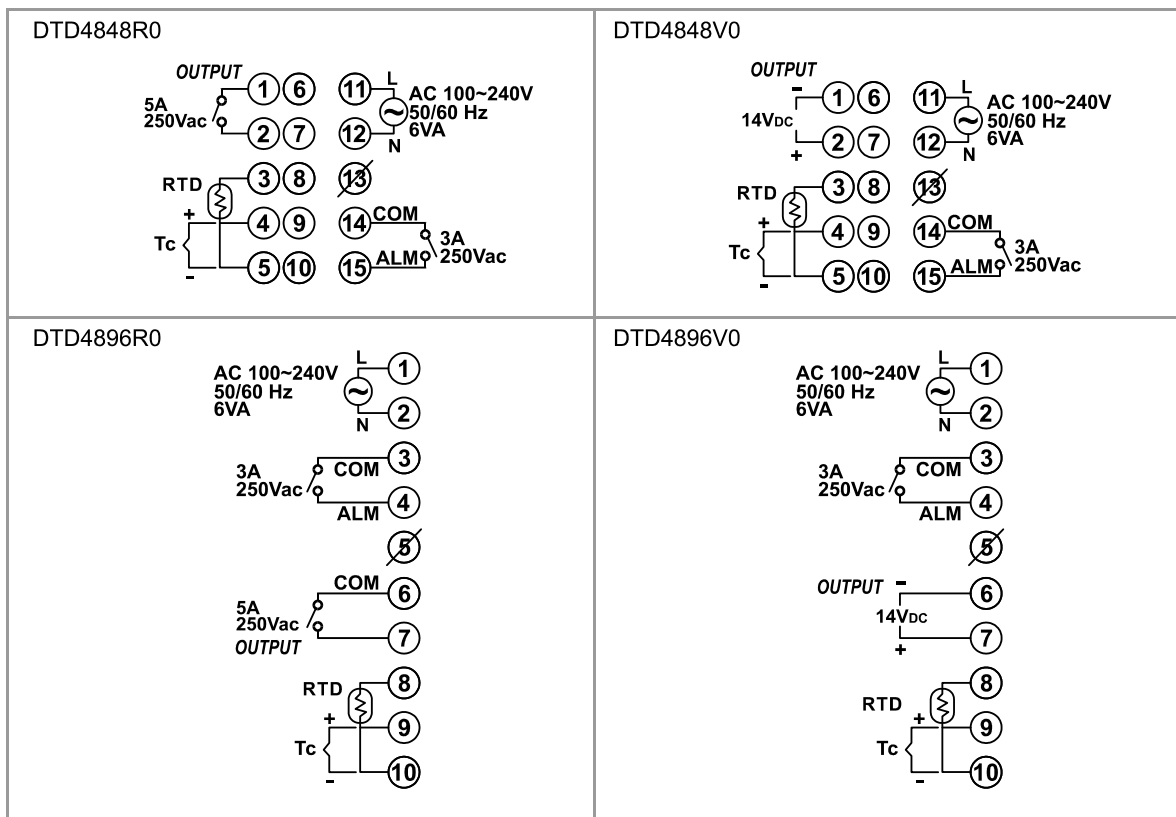 DTD4848R0
OUTPUT
5A
250Vac
1 6
2 7
3 8
4 9
5 10
RTD
+
Tc
-
11
12
13
14
15
L
N
AC 100~240V
50/60 Hz
6VA
COM
ALM
3A
250Vac
DTD4848V0
OUTPUT
-
14VDC
+
1 6
2 7
3 8
4 9
5 10
RTD
+
Tc
-
11
12
13
14
15
L
N
AC 100~240V
50/60 Hz
6VA
COM
ALM
3A
250Vac
DTD4896R0
AC 100~240V
50/60 Hz
6VA
L
N
1
2
3A
250Vac
COM
ALM
3
4
5
5A
250Vac
OUTPUT
COM
6
7
RTD
+
Tc
-
8
9
10
DTD4896V0
AC 100~240V
50/60 Hz
6VA
L
N
1
2
3A
250Vac
COM
ALM
3
4
5
OUTPUT
-
14VDC
+
6
7
RTD
+
Tc
-
8
9
10